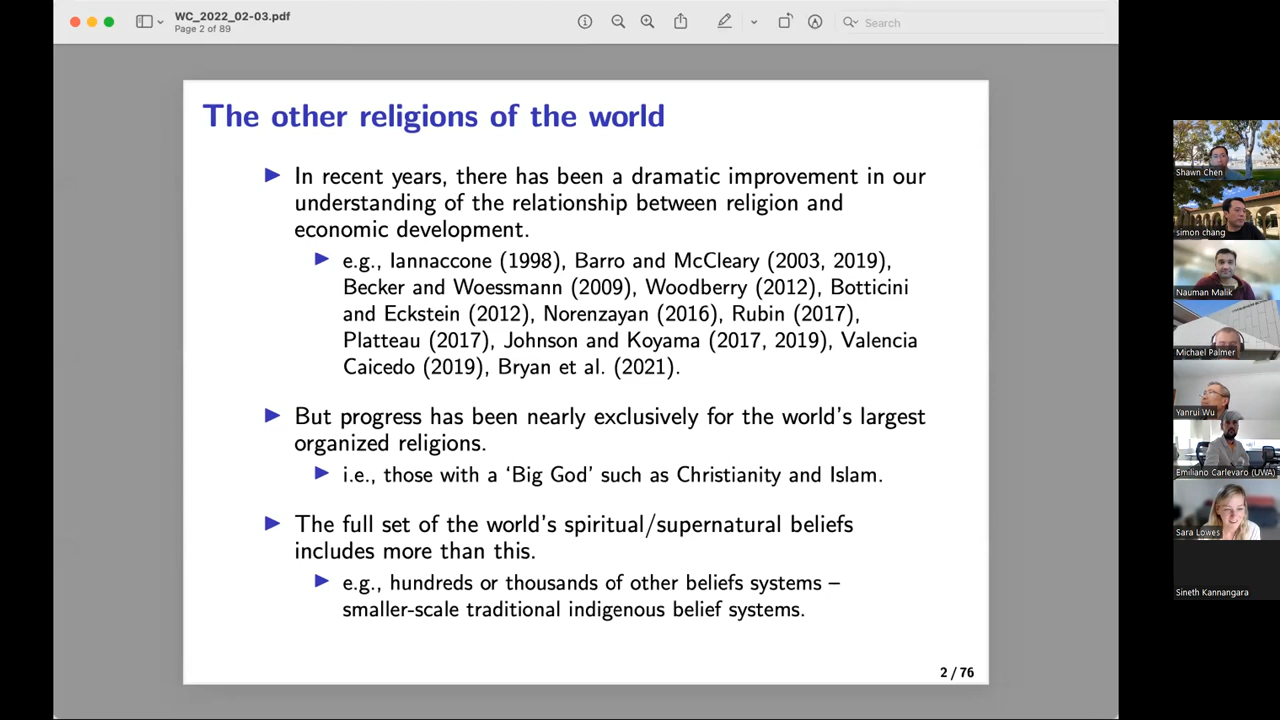 WC_2022_02-03.pdf
Page 2 of 89
Search
The other religions of the world
In recent years, there has been a dramatic improvement in our
understanding of the relationship between religion and
economic development.
e.g., Iannaccone (1998), Barro and McCleary (2003, 2019),
Becker and Woessmann (2009), Woodberry (2012), Botticini
and Eckstein (2012), Norenzayan (2016), Rubin (2017),
Platteau (2017), Johnson and Koyama (2017, 2019), Valencia
Caicedo (2019), Bryan et al. (2021).
But progress has been nearly exclusively for the world's largest
organized religions.
i.e., those with a ‘Big God’ such as Christianity and Islam.
The full set of the world's spiritual/supernatural beliefs
includes more than this.
e.g., hundreds or thousands of other beliefs systems –
smaller-scale traditional indigenous belief systems.
2 / 76
Shawn Chen
simon chang
Nauman Malik
Michael Palmer
Yanrui Wu
Emiliano Carlevaro (UWA)
Sara Lowes
Sineth Kannangara